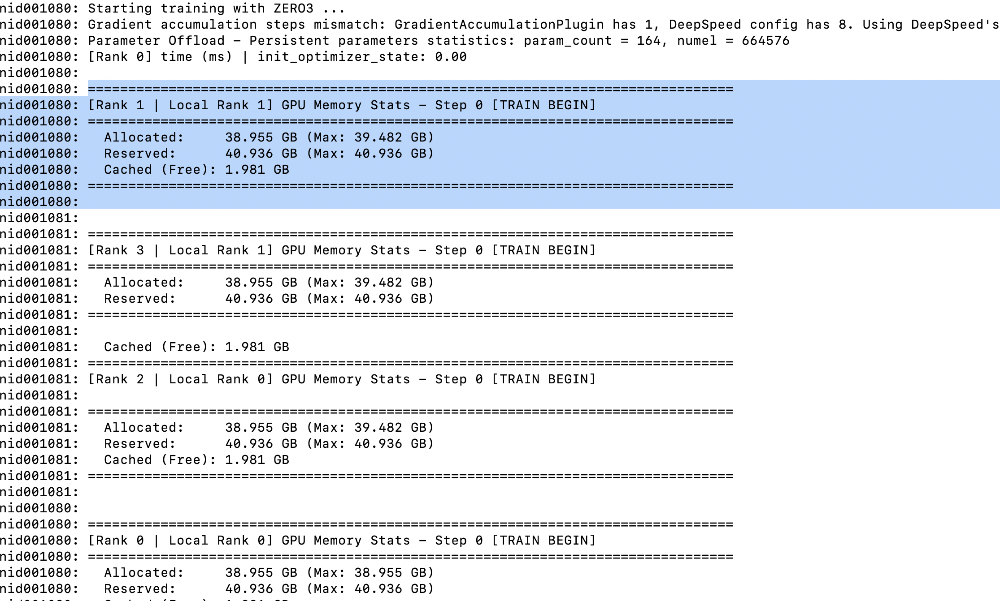 nid001080: Starting training with ZERO3 ...
nid001080: Gradient accumulation steps mismatch: GradientAccumulationPlugin has 1, DeepSpeed config has 8. Using DeepSpeed's
nid001080: Parameter Offload – Persistent parameters statistics: param_count = 164, numel = 664576
nid001080: [Rank 0] time (ms) | init_optimizer_state: 0.00
nid001080:
nid001080: ================================================================================
nid001080: [Rank 1 | Local Rank 1] GPU Memory Stats – Step 0 [TRAIN BEGIN]
nid001080: ================================================================================
nid001080:   Allocated:     38.955 GB (Max: 39.482 GB)
nid001080:   Reserved:      40.936 GB (Max: 40.936 GB)
nid001080:   Cached (Free): 1.981 GB
nid001080: ================================================================================
nid001080:
nid001081:
nid001081: ================================================================================
nid001081: [Rank 3 | Local Rank 1] GPU Memory Stats – Step 0 [TRAIN BEGIN]
nid001081: ================================================================================
nid001081:   Allocated:     38.955 GB (Max: 39.482 GB)
nid001081:   Reserved:      40.936 GB (Max: 40.936 GB)
nid001081: ================================================================================
nid001081:
nid001081:   Cached (Free): 1.981 GB
nid001081: ================================================================================
nid001081: [Rank 2 | Local Rank 0] GPU Memory Stats – Step 0 [TRAIN BEGIN]
nid001081:
nid001081: ================================================================================
nid001081:   Allocated:     38.955 GB (Max: 39.482 GB)
nid001081:   Reserved:      40.936 GB (Max: 40.936 GB)
nid001081:   Cached (Free): 1.981 GB
nid001081: ================================================================================
nid001081:
nid001080:
nid001080: ================================================================================
nid001080: [Rank 0 | Local Rank 0] GPU Memory Stats – Step 0 [TRAIN BEGIN]
nid001080: ================================================================================
nid001080:   Allocated:     38.955 GB (Max: 38.955 GB)
nid001080:   Reserved:      40.936 GB (Max: 40.936 GB)